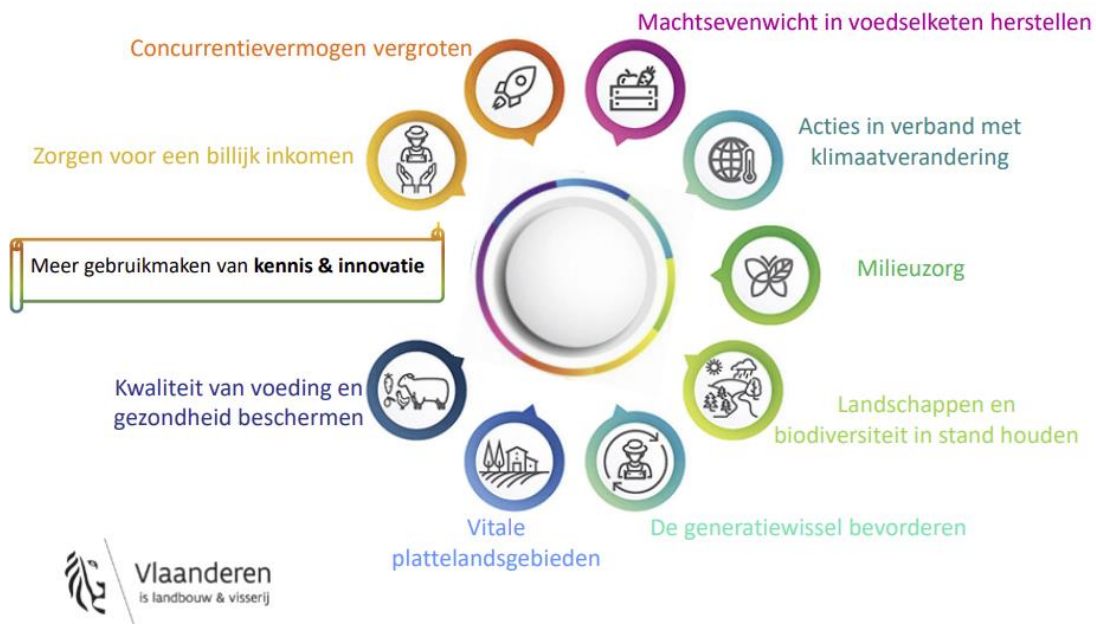 Machtsevenwicht in voedselketen herstellen
Concurrentievermogen vergroten
Acties in verband met
klimaatverandering
Zorgen voor een billijk inkomen
Meer gebruikmaken van kennis & innovatie
Milieuzorg
Kwaliteit van voeding en
gezondheid beschermen
Landschappen en
biodiversiteit in stand houden
Vitale
plattelandsgebieden
De generatiewissel bevorderen
Vlaanderen
is landbouw & visserij